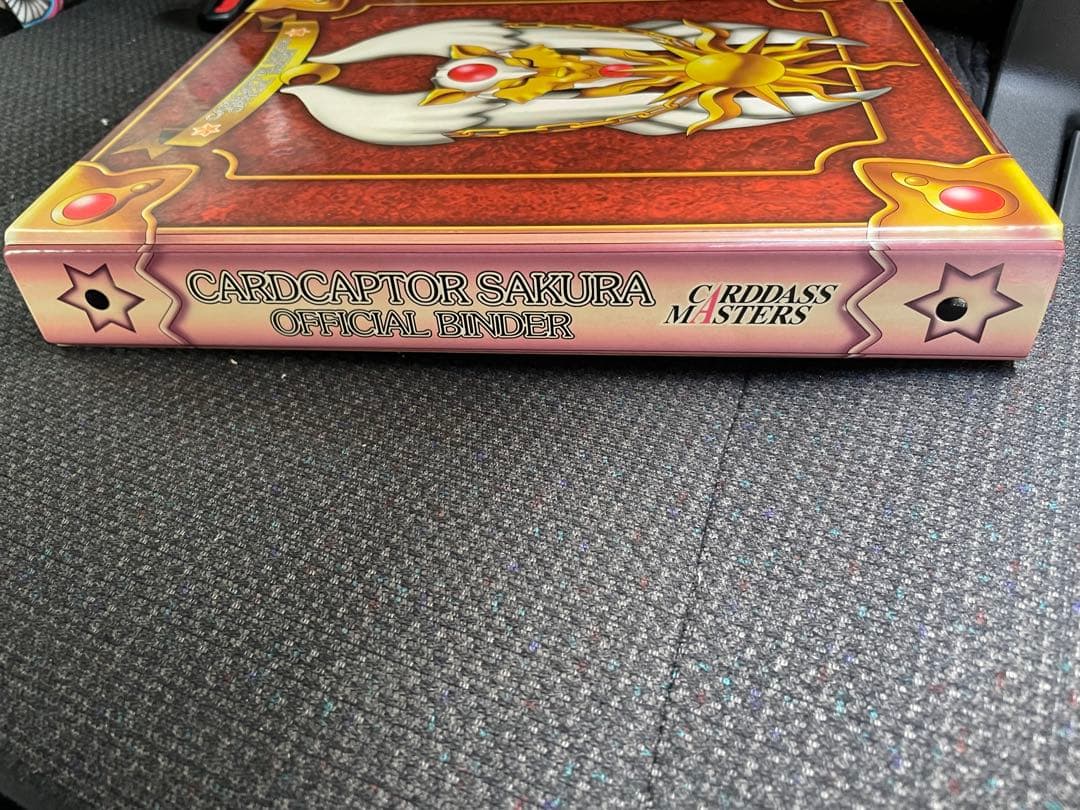 CARDCAPTOR SAKURA
OFFICIAL BINDER
CARDDASS
MASTERS